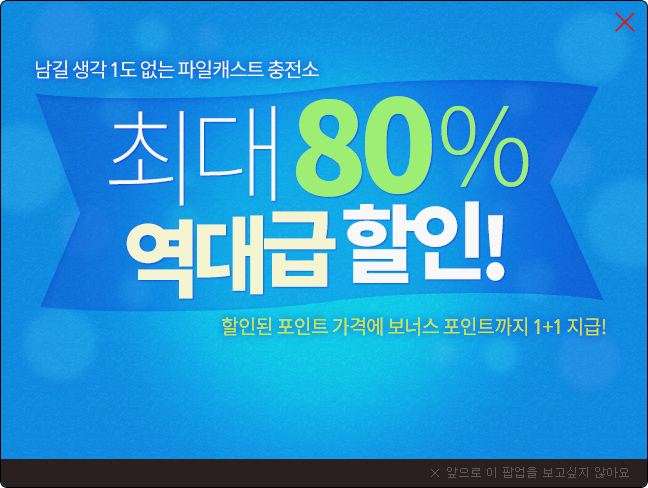 남길 생각 1도 없는 파일캐스트 충전소
최대 80%
역대급 할인!
할인된 포인트 가격에 보너스 포인트까지 1+1 지급!
× 앞으로 이 팝업을 보고싶지 않아요